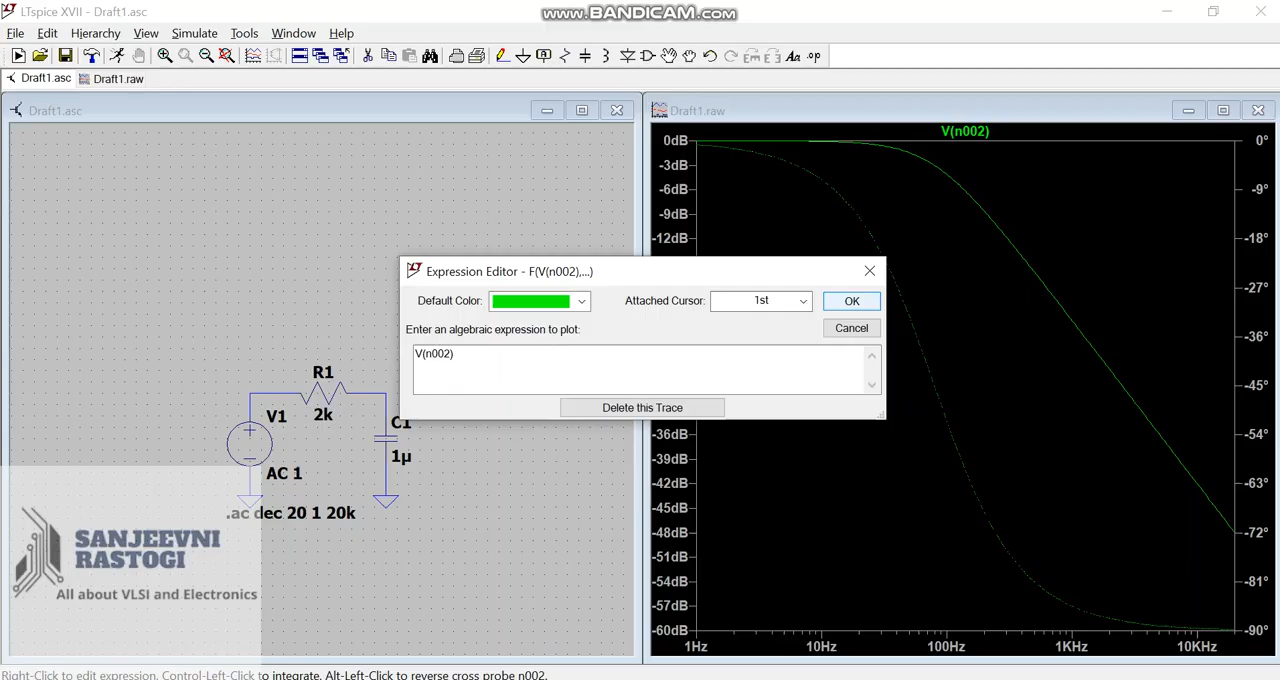 LTspice XVII - Draft1.asc
www.BANDICAM.com
File Edit Hierarchy View Simulate Tools Window Help
Draft1.asc Draft1.raw
Draft1.asc
R1
2k
V1
AC 1
C1
1µ
.ac dec 20 1 20k
SANJEEVNI
RASTOGI
All about VLSI and Electronics
Draft1.raw
V(n002)
0dB 0°
-3dB
-6dB -9°
-9dB
-12dB -18°
-27°
-36°
-45°
-36dB -54°
-39dB
-42dB -63°
-45dB
-48dB -72°
-51dB
-54dB -81°
-57dB
-60dB -90°
1Hz 10Hz 100Hz 1KHz 10KHz
Expression Editor - F(V(n002),...)
Default Color: Attached Cursor: 1st OK
Enter an algebraic expression to plot: Cancel
V(n002)
Delete this Trace
Right-Click to edit expression. Control-Left-Click to integrate. Alt-Left-Click to reverse cross probe n002.